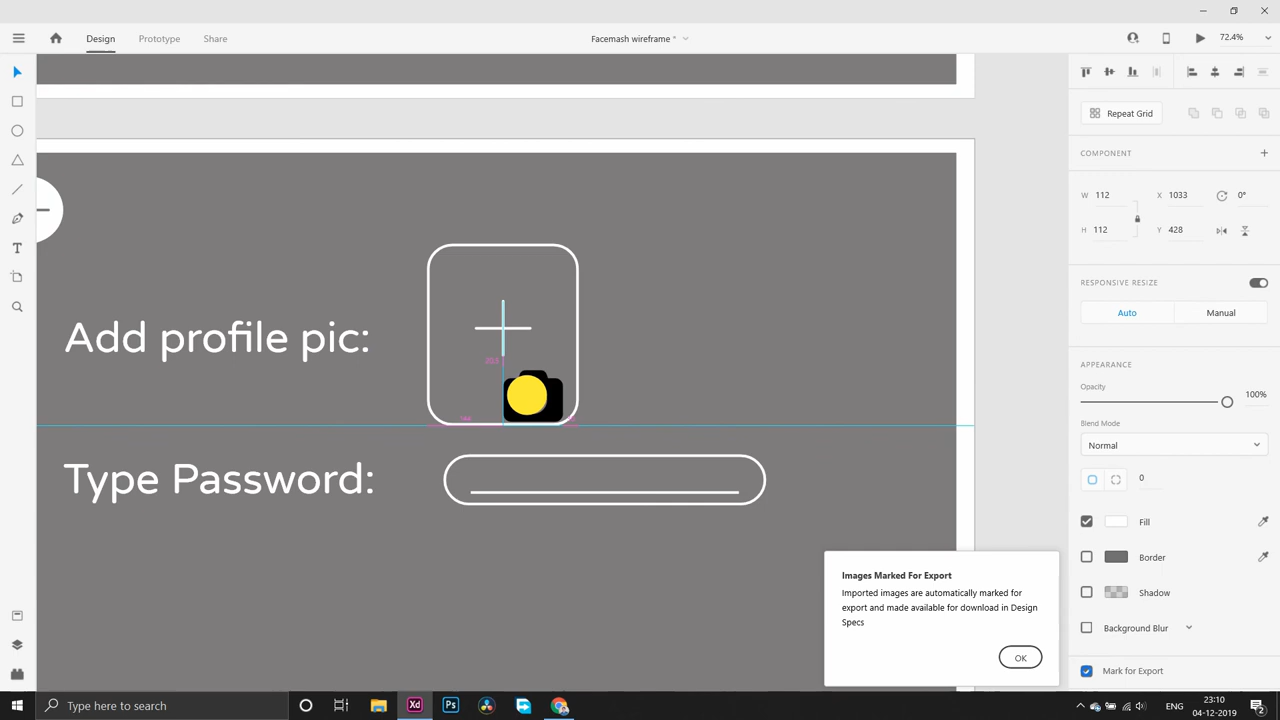 Design
Prototype
Share
Facemash wireframe *
72.4%
Repeat Grid
COMPONENT
W 112
X 1033
0°
H 112
Y 428
RESPONSIVE RESIZE
Auto
Manual
APPEARANCE
Opacity
100%
Blend Mode
Normal
0
Fill
Border
Shadow
Background Blur
Mark for Export
Add profile pic:
Type Password:
Images Marked For Export
Imported images are automatically marked for
export and made available for download in Design
Specs
OK
Type here to search
Xd
Ps
23:10
04-12-2019
2